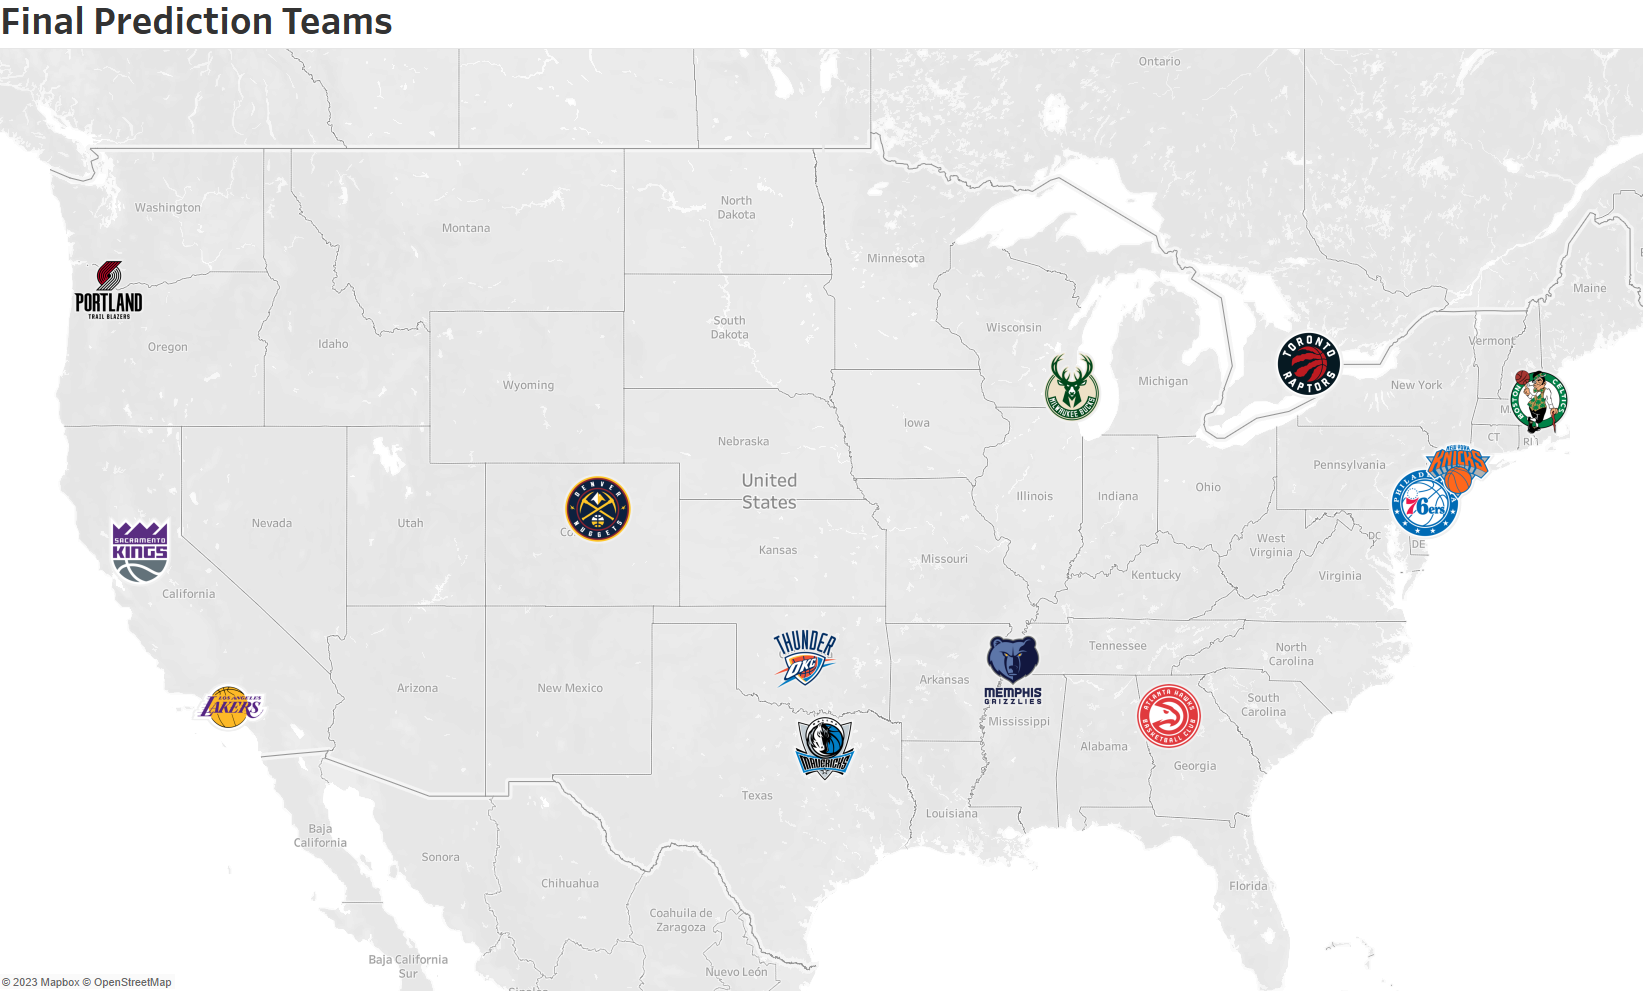 Final Prediction Teams
Ontario
Washington
Montana
North
Dakota
Minnesota
Maine
PORTLAND
TRAIL BLAZERS
Oregon
Idaho
South
Dakota
Wisconsin
Vermont
TORONTO
RAPTORS
Wyoming
Michigan
New York
MILWAUKEE BUCKS
BOSTON
CELTICS
M
Iowa
Nebraska
CT
RI
Pennsylvania
NEW YORK
KNICKS
United
States
Illinois
Indiana
Ohio
PHILADE
76ers
DENVER
NUGGETS
Co
Nevada
Utah
SACRAMENTO
KINGS
California
Kansas
Missouri
West
Virginia
DC
DE
Kentucky
Virginia
THUNDER
OKC
Tennessee
North
Carolina
Arizona
New Mexico
Arkansas
MEMPHIS
GRIZZLIES
LOS ANGELES
LAKERS
ATLANTA HAWKS
BASKETBALL CLUB
South
Carolina
Mississippi
Alabama
Georgia
MAVERICKS
Texas
Louisiana
Baja
California
Sonora
Chihuahua
Florida
Coahuila de
Zaragoza
Baja California
Sur
Nuevo León
© 2023 Mapbox © OpenStreetMap